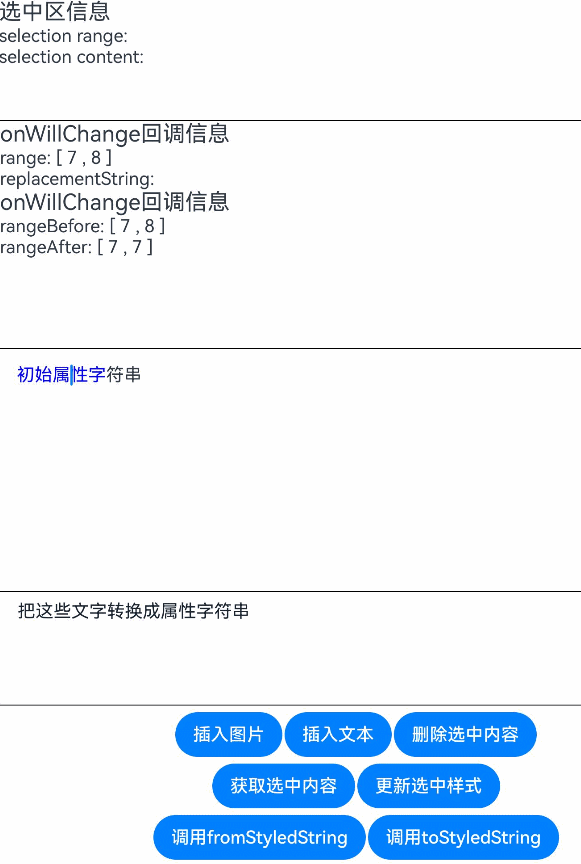 选中区信息
selection range:
selection content:
onWillChange回调信息
range: [ 7 , 8 ]
replacementString:
onWillChange回调信息
rangeBefore: [ 7 , 8 ]
rangeAfter: [ 7 , 7 ]
初始属性字符串
把这些文字转换成属性字符串
插入图片 插入文本 删除选中内容
获取选中内容 更新选中样式
调用fromStyledString 调用toStyledString